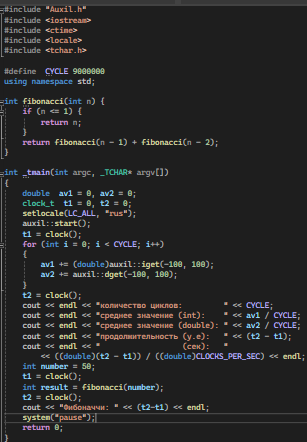 #include "Auxil.h"
#include <iostream>
#include <ctime>
#include <locale>
#include <tchar.h>
#define  CYCLE 9000000
using namespace std;
int fibonacci(int n) {
if (n <= 1) {
return n;
}
return fibonacci(n - 1) + fibonacci(n - 2);
}
int _tmain(int argc, _TCHAR* argv[])
{
double  av1 = 0, av2 = 0;
clock_t  t1 = 0, t2 = 0;
setlocale(LC_ALL, "rus");
auxil::start();
t1 = clock();
for (int i = 0; i < CYCLE; i++)
{
av1 += (double)auxil::iget(-100, 100);
av2 += auxil::dget(-100, 100);
}
t2 = clock();
cout << endl << "количество циклов:         " << CYCLE;
cout << endl << "среднее значение (int):    " << av1 / CYCLE;
cout << endl << "среднее значение (double): " << av2 / CYCLE;
cout << endl << "продолжительность (у.е):   " << (t2 - t1);
cout << endl << "                  (сек):   "
<< ((double)(t2 - t1)) / ((double)CLOCKS_PER_SEC) << endl;
int number = 50;
t1 = clock();
int result = fibonacci(number);
t2 = clock();
cout << "Фибоначчи: " << (t2-t1) << endl;
system("pause");
return 0;
}